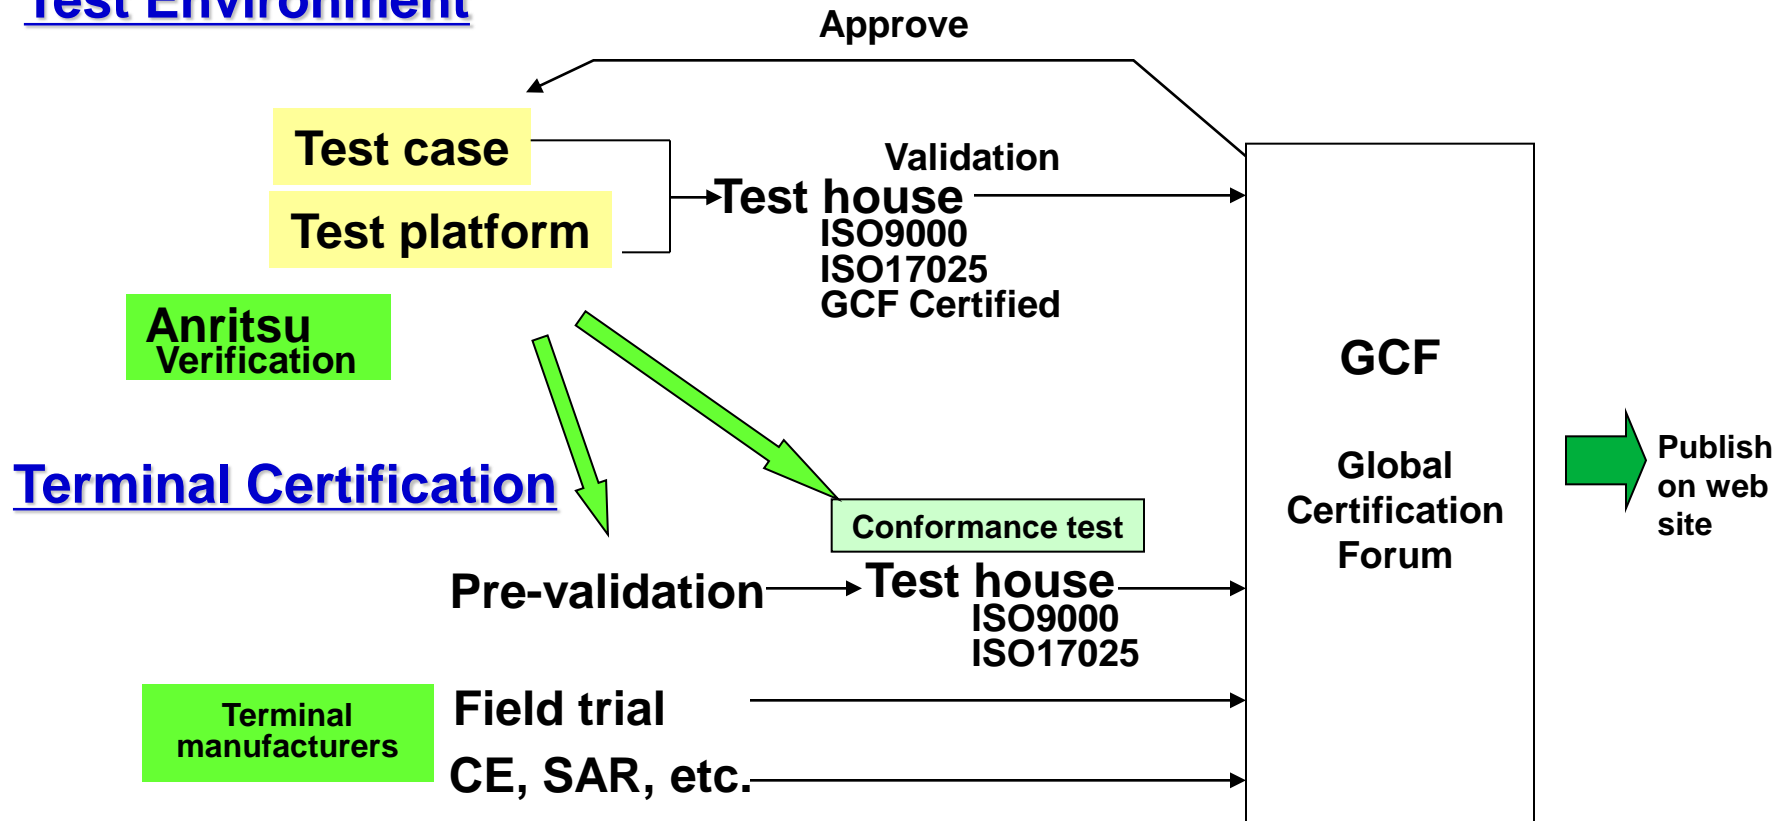 Test Environment
Approve
Test case
Test platform
Validation
Test house
ISO9000
ISO17025
GCF Certified
Anritsu
Verification
GCF
Global
Certification
Forum
Publish
on web
site
Terminal Certification
Conformance test
Pre-validation
Test house
ISO9000
ISO17025
Terminal
manufacturers
Field trial
CE, SAR, etc.